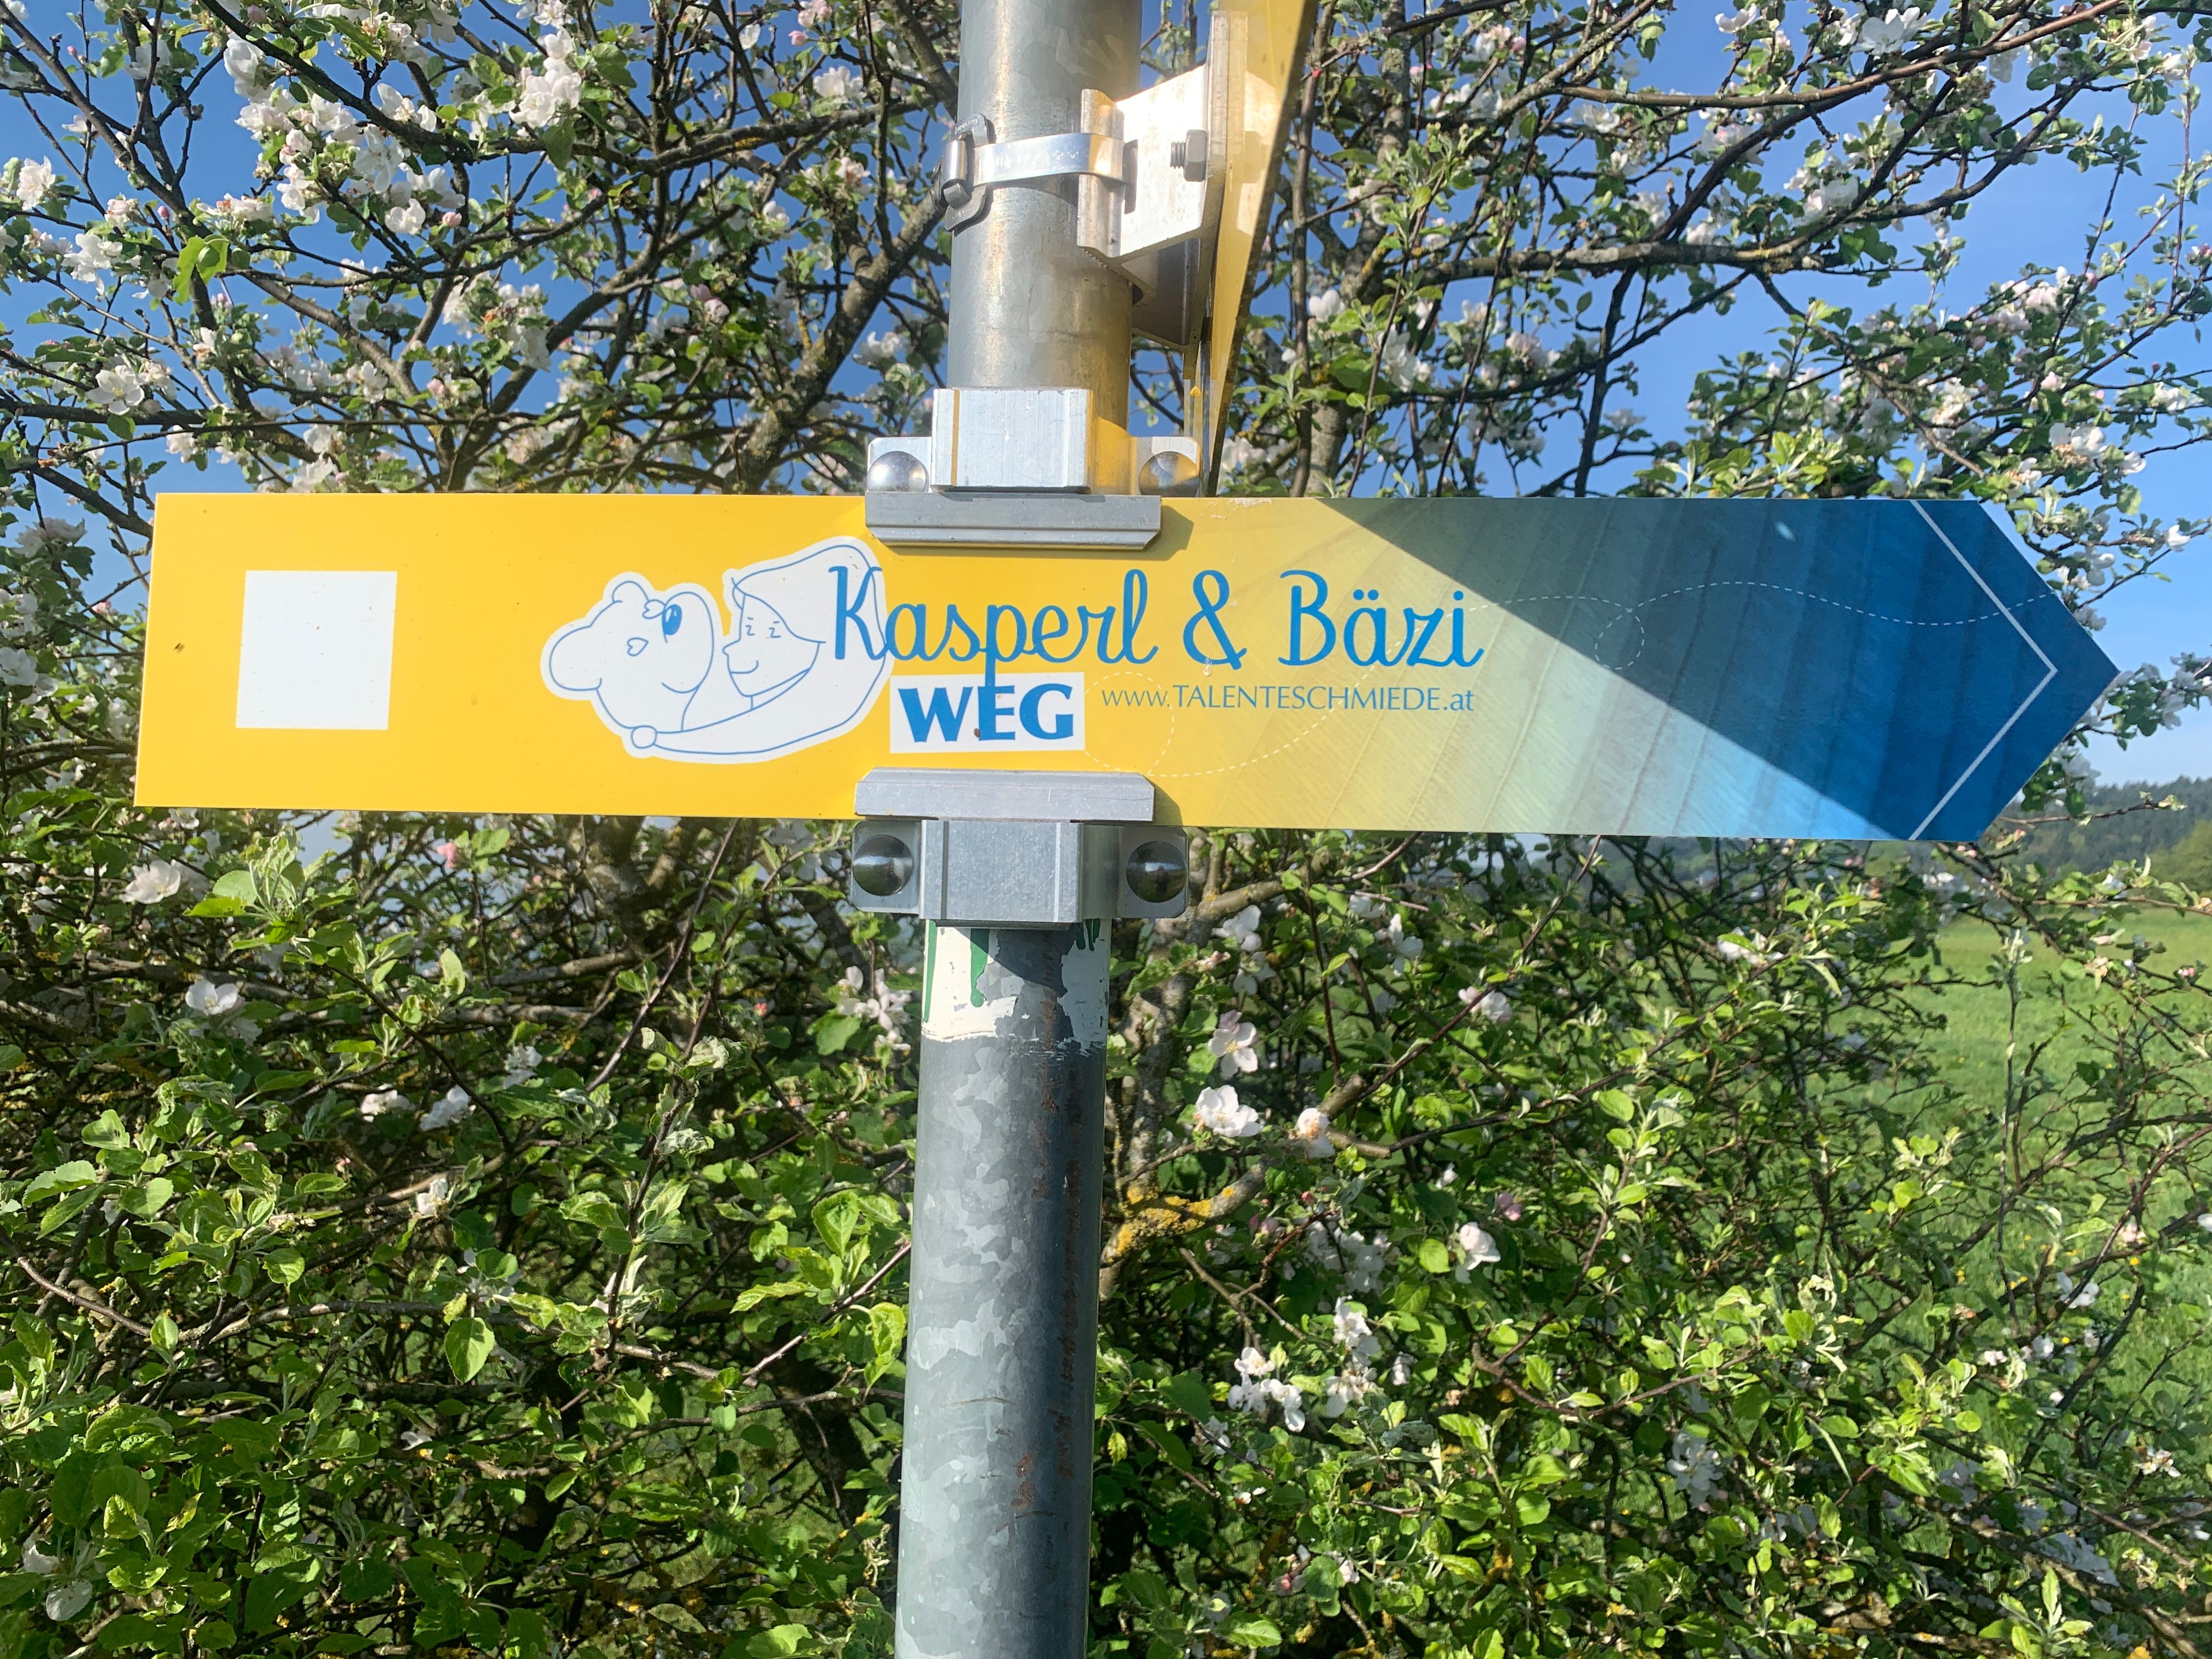 Kasperl & Bäzi
WEG www.TALENTESCHMIEDE.at